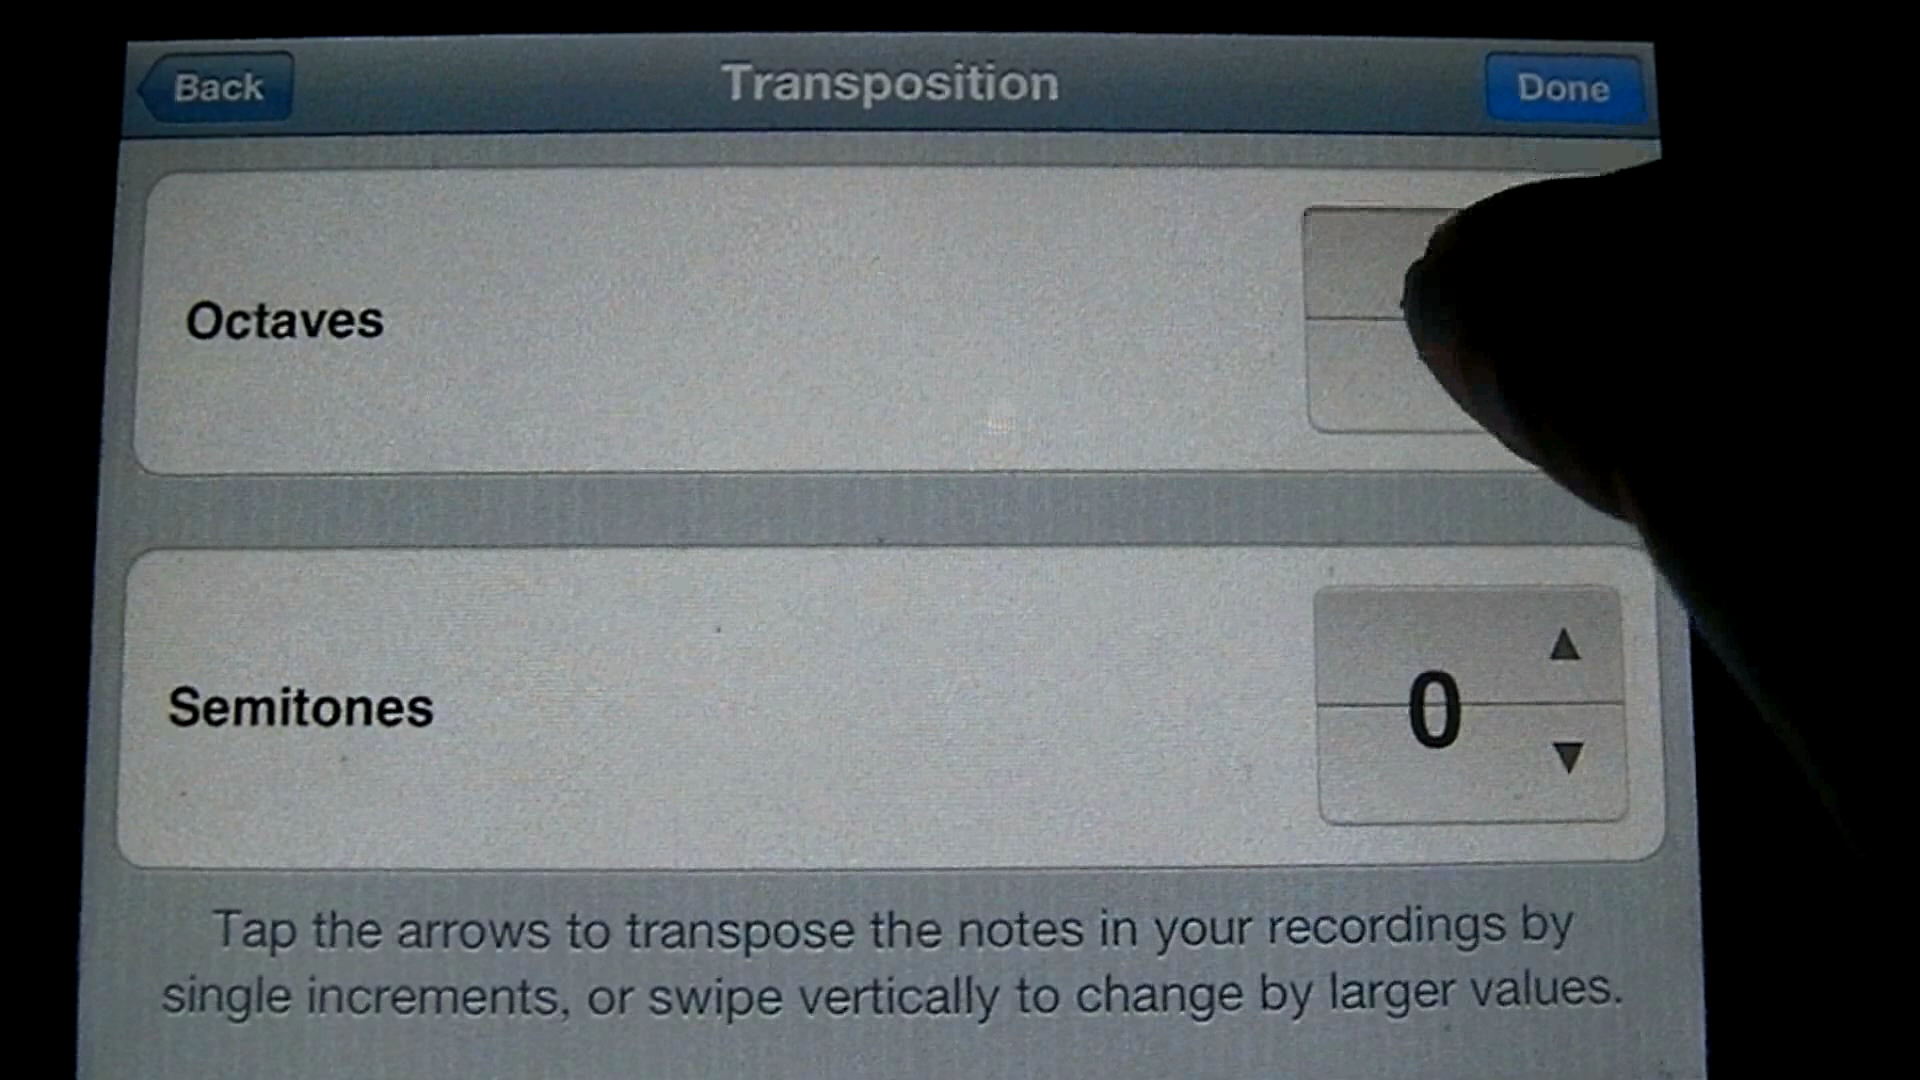 Back
Transposition
Done
Octaves
Semitones
0
Tap the arrows to transpose the notes in your recordings by
single increments, or swipe vertically to change by larger values.